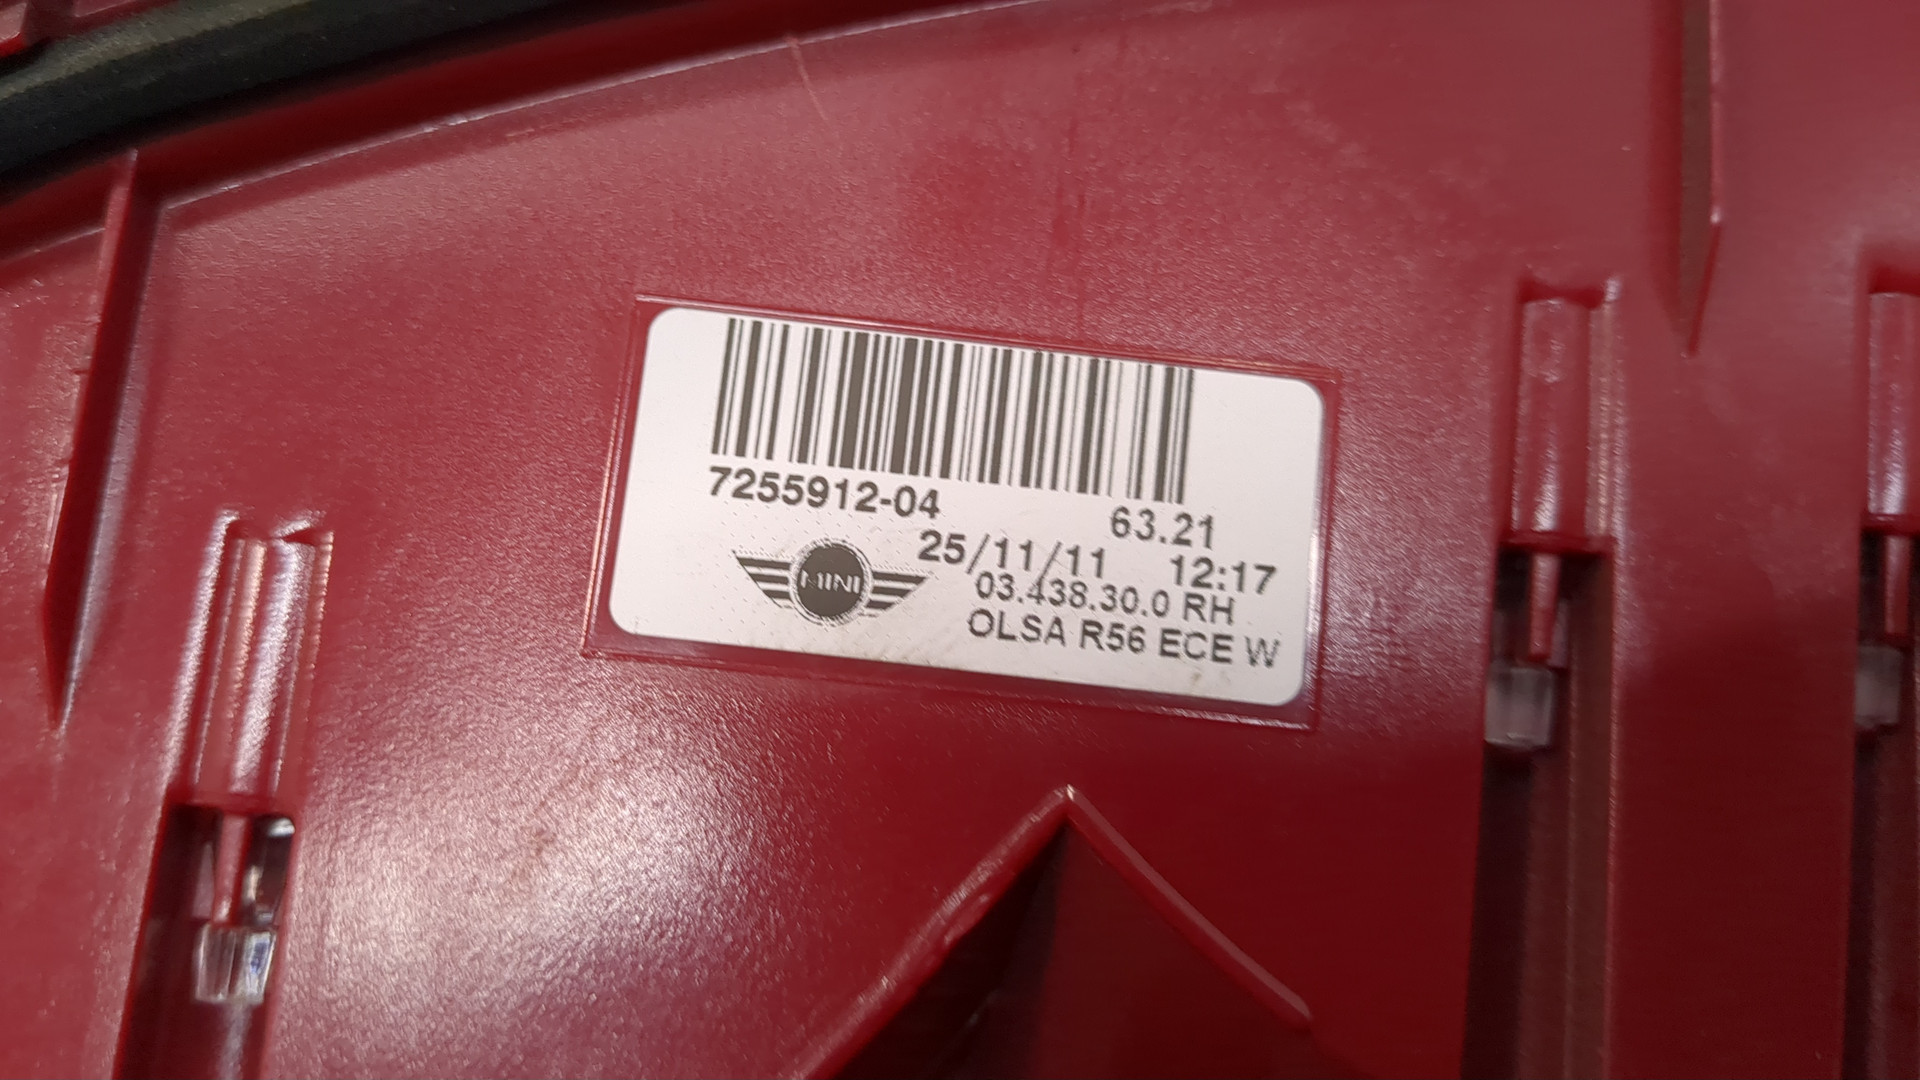 7255912-04
63.21
25/11/11 12:17
MINI
03.438.30.0 RH
OLSA R56 ECE W